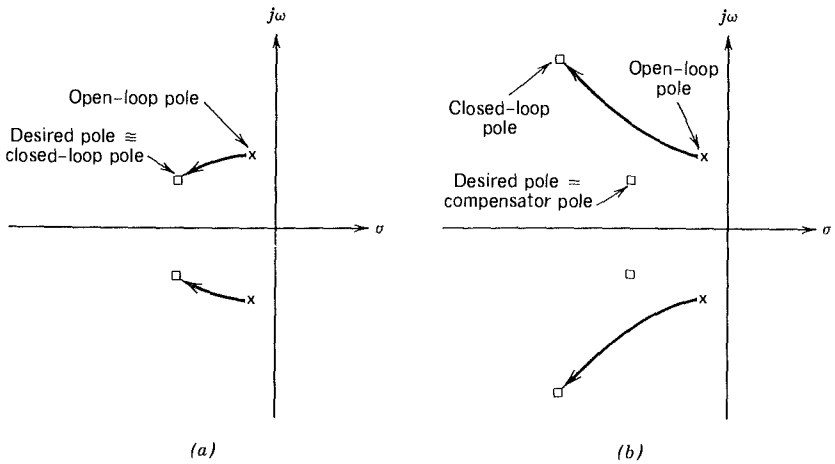 jω
Open-loop pole
Desired pole ≅
closed-loop pole
x
σ
x
(a)
jω
Open-loop
pole
Closed-loop
pole
x
Desired pole =
compensator pole
σ
x
(b)